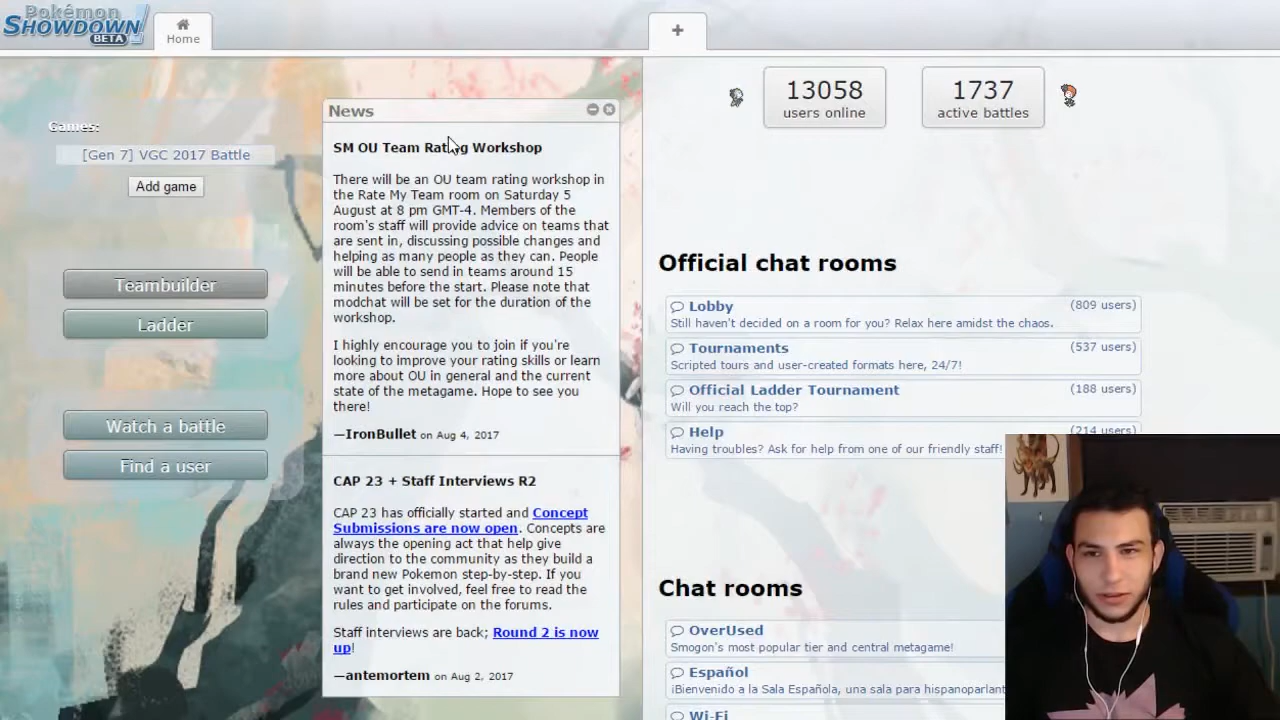 Pokémon
SHOWDOWN!
BETA
Home
+
Games:
[Gen 7] VGC 2017 Battle
Add game
Teambuilder
Ladder
Watch a battle
Find a user
News
SM OU Team Rating Workshop
There will be an OU team rating workshop in
the Rate My Team room on Saturday 5
August at 8 pm GMT-4. Members of the
room's staff will provide advice on teams that
are sent in, discussing possible changes and
helping as many people as they can. People
will be able to send in teams around 15
minutes before the start. Please note that
modchat will be set for the duration of the
workshop.
I highly encourage you to join if you're
looking to improve your rating skills or learn
more about OU in general and the current
state of the metagame. Hope to see you
there!
—IronBullet on Aug 4, 2017
CAP 23 + Staff Interviews R2
CAP 23 has officially started and Concept
Submissions are now open. Concepts are
always the opening act that help give
direction to the community as they build a
brand new Pokemon step-by-step. If you
want to get involved, feel free to read the
rules and participate on the forums.
Staff interviews are back; Round 2 is now
up!
—antemortem on Aug 2, 2017
13058
users online
1737
active battles
Official chat rooms
Lobby (809 users)
Still haven't decided on a room for you? Relax here amidst the chaos.
Tournaments (537 users)
Scripted tours and user-created formats here, 24/7!
Official Ladder Tournament (188 users)
Will you reach the top?
Help (214 users)
Having troubles? Ask for help from one of our friendly staff!
Chat rooms
OverUsed
Smogon's most popular tier and central metagame!
Español
¡Bienvenido a la Sala Española, una sala para hispanoparlant
Wi-Fi